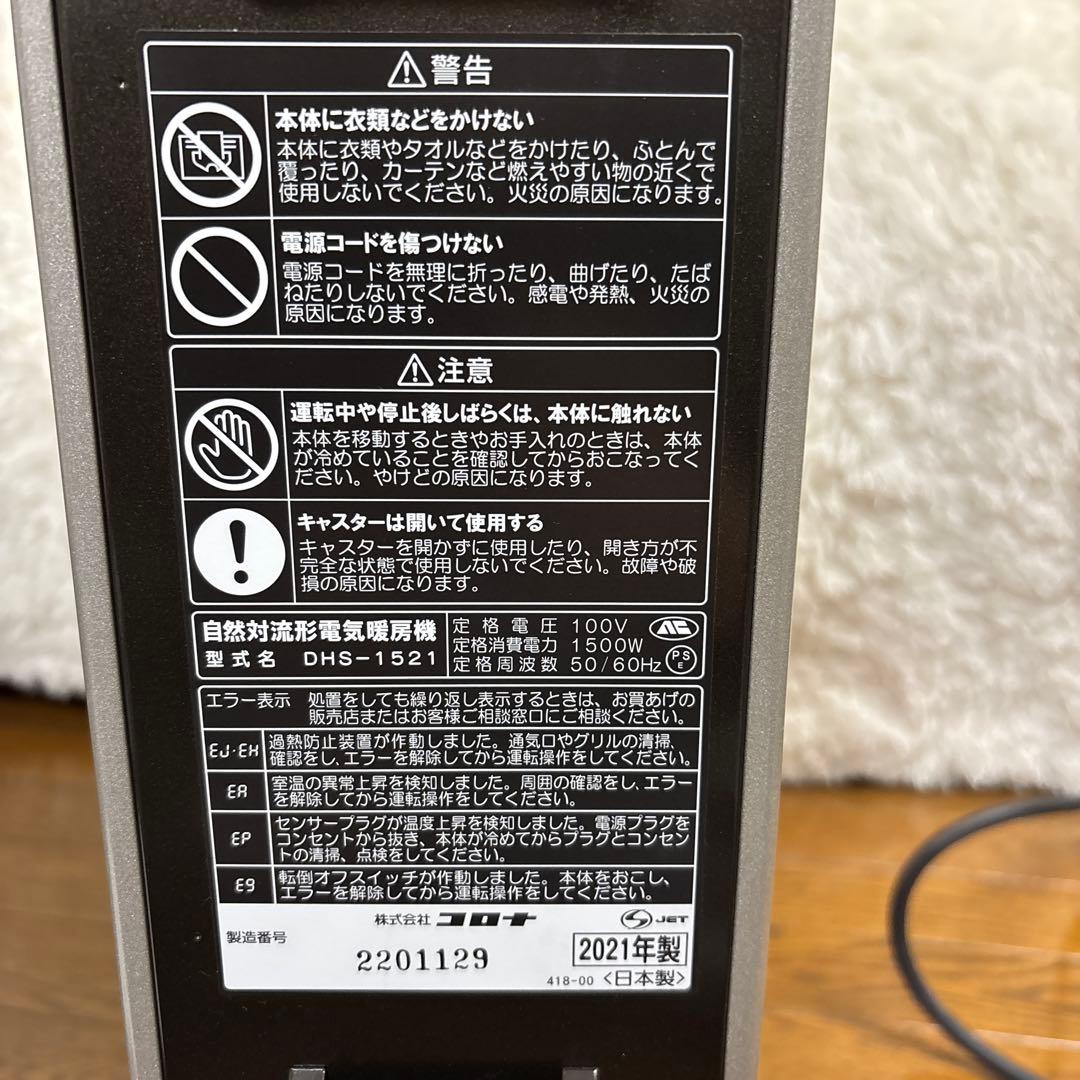 ⚠警告
本体に衣類などをかけない
本体に衣類やタオルなどをかけたり、ふとんで
覆ったり、カーテンなど燃えやすい物の近くで
使用しないでください。火災の原因になります。
電源コードを傷つけない
電源コードを無理に折ったり、曲げたり、たば
ねたりしないでください。感電や発熱、火災の
原因になります。
⚠注意
運転中や停止後しばらくは、本体に触れない
本体を移動するときやお手入れのときは、本体
が冷めていることを確認してからおこなってく
ださい。やけどの原因になります。
キャスターは開いて使用する
キャスターを開かずに使用したり、開き方が不
完全な状態で使用しないでください。故障や破
損の原因になります。
自然対流形電気暖房機
型式名 DHS-1521
定格電圧 100V
定格消費電力 1500W
定格周波数 50/60Hz
PSE
エラー表示 処置をしても繰り返し表示するときは、お買あげの
販売店またはお客様ご相談窓口にご相談ください。
EJ・EH 過熱防止装置が作動しました。通気口やグリルの清掃、
確認をし、エラーを解除してから運転操作をしてください。
EA 室温の異常上昇を検知しました。周囲の確認をし、エラー
を解除してから運転操作をしてください。
EP センサープラグが温度上昇を検知しました。電源プラグを
コンセントから抜き、本体が冷めてからプラグとコンセン
トの清掃、点検をしてください。
E9 転倒オフスイッチが作動しました。本体をおこし、
エラーを解除してから運転操作をしてください。
株式会社 コロナ
JET
製造番号
2201129
2021年製
418-00 <日本製>